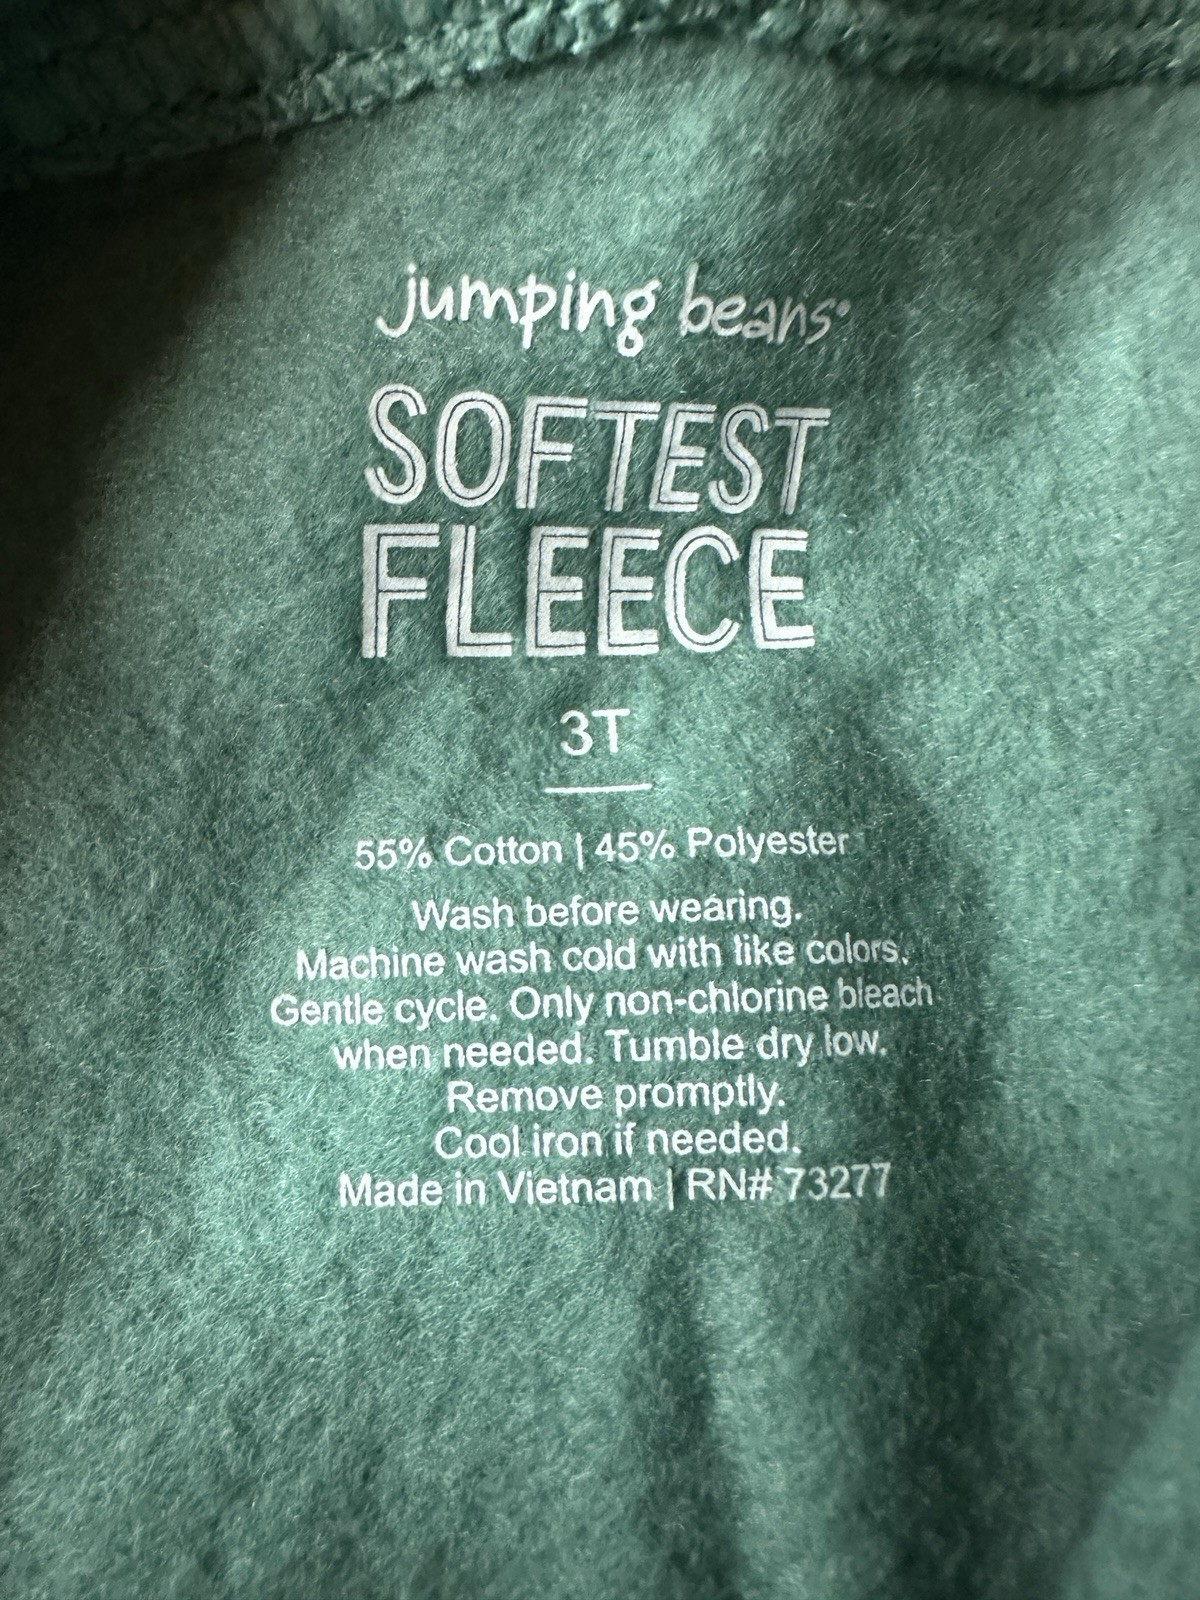 jumping beans®
SOFTEST
FLEECE
3T
55% Cotton | 45% Polyester
Wash before wearing.
Machine wash cold with like colors.
Gentle cycle. Only non-chlorine bleach
when needed. Tumble dry low.
Remove promptly.
Cool iron if needed.
Made in Vietnam | RN# 73277